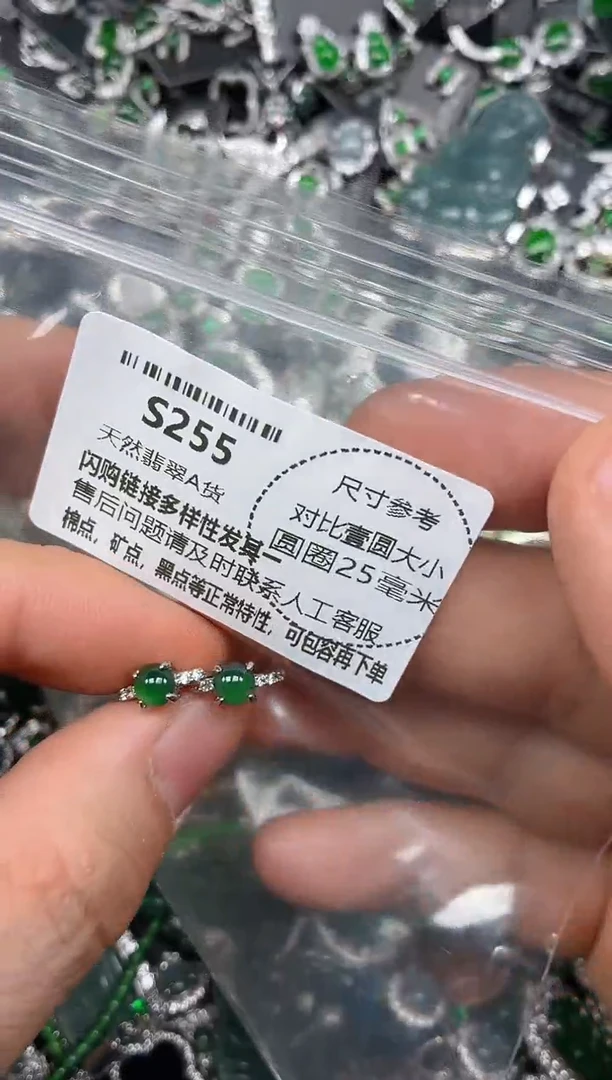 S255
天然翡翠A货
闪购链接多样性发其一
售后问题请及时联系人工客服
棉点，矿点，黑点等正常特性，可包容再下单
尺寸参考
对比壹圆大小
圆圈25毫米